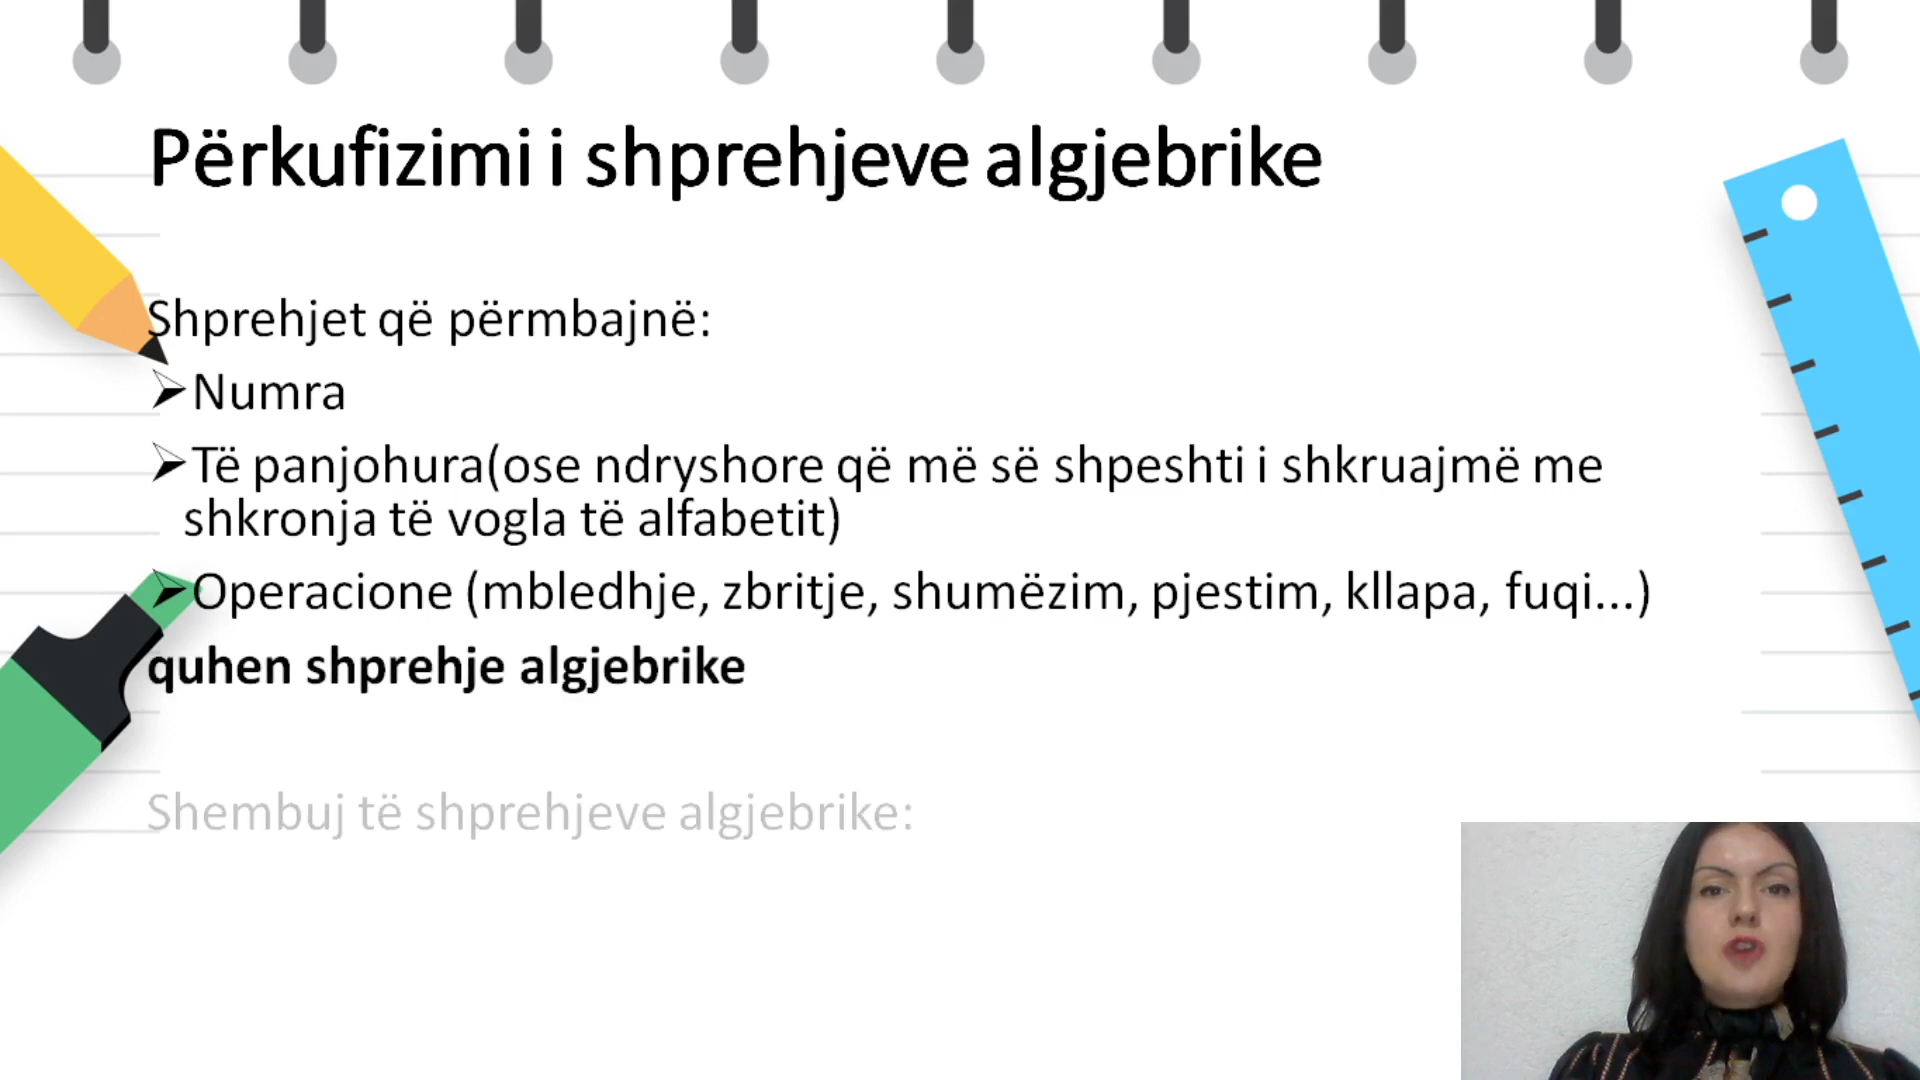 Përkufizimi i shprehjeve algjebrike
Shprehjet që përmbajnë:
➢Numra
➢Të panjohura(ose ndryshore që më së shpeshti i shkruajmë me
shkronja të vogla të alfabetit)
➢Operacione (mbledhje, zbritje, shumëzim, pjestim, kllapa, fuqi...)
quhen shprehje algjebrike
Shembuj të shprehjeve algjebrike: